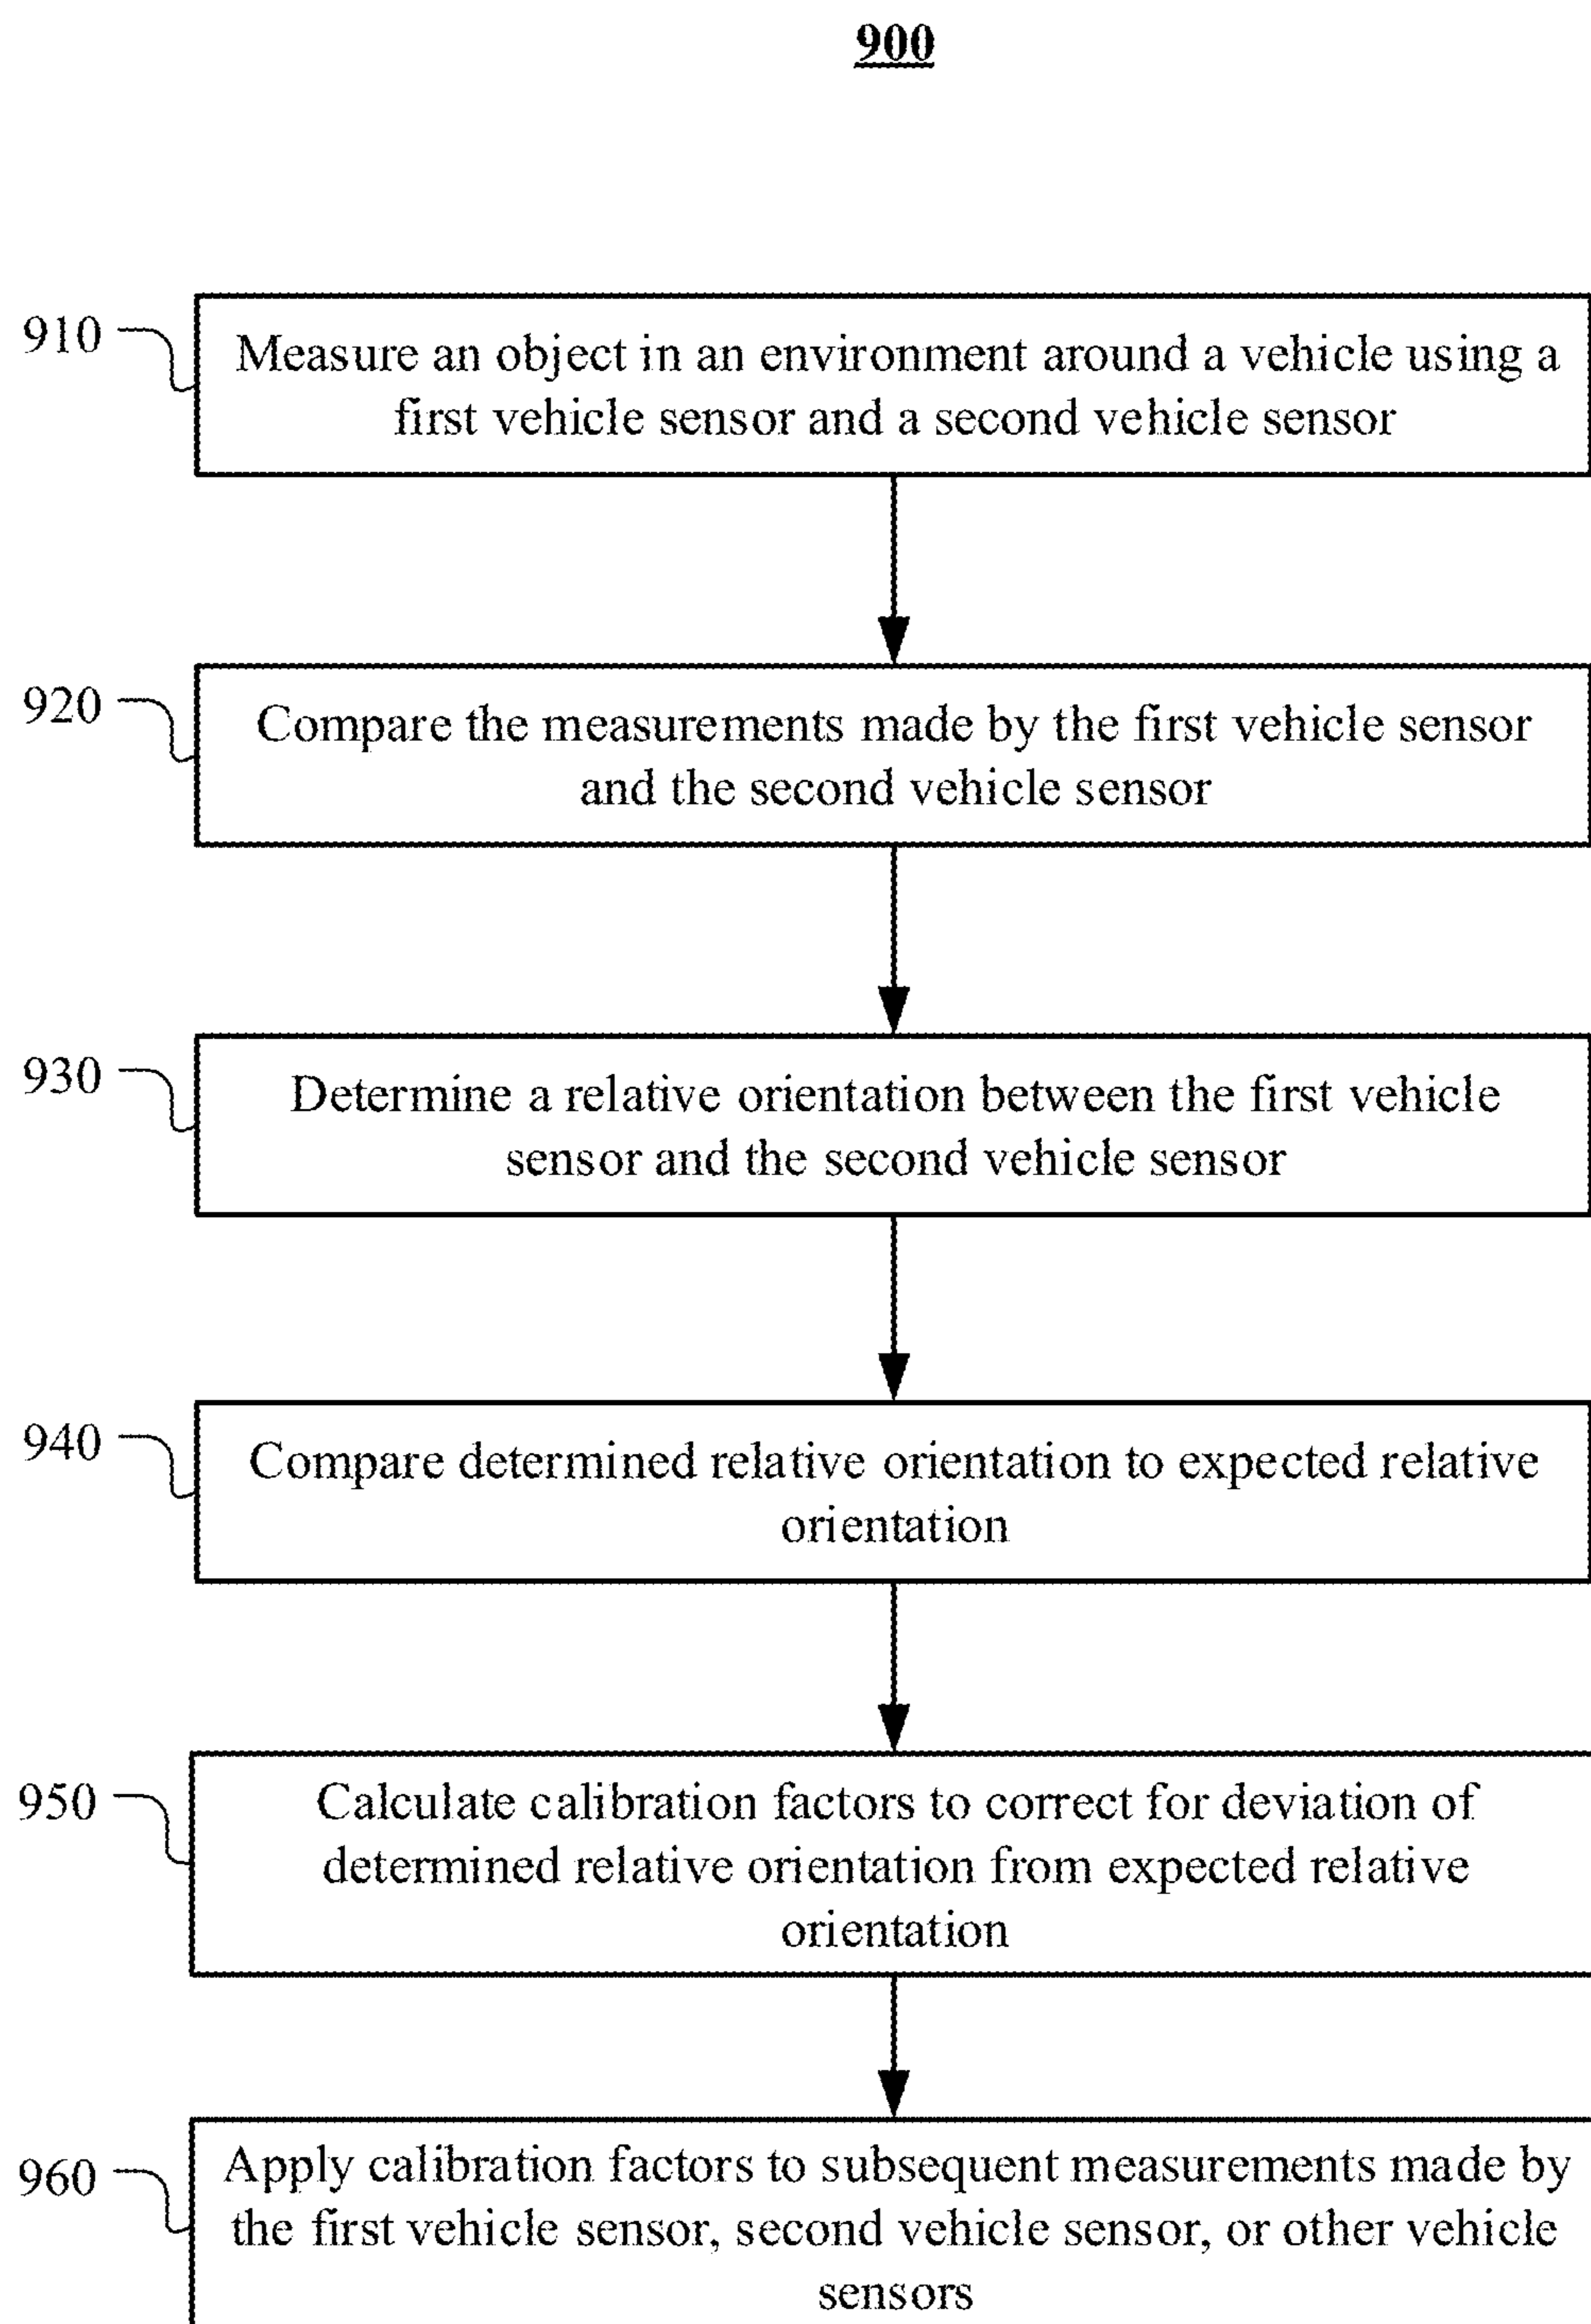 900
910
Measure an object in an environment around a vehicle using a
first vehicle sensor and a second vehicle sensor
920
Compare the measurements made by the first vehicle sensor
and the second vehicle sensor
930
Determine a relative orientation between the first vehicle
sensor and the second vehicle sensor
940
Compare determined relative orientation to expected relative
orientation
950
Calculate calibration factors to correct for deviation of
determined relative orientation from expected relative
orientation
960
Apply calibration factors to subsequent measurements made by
the first vehicle sensor, second vehicle sensor, or other vehicle
sensors